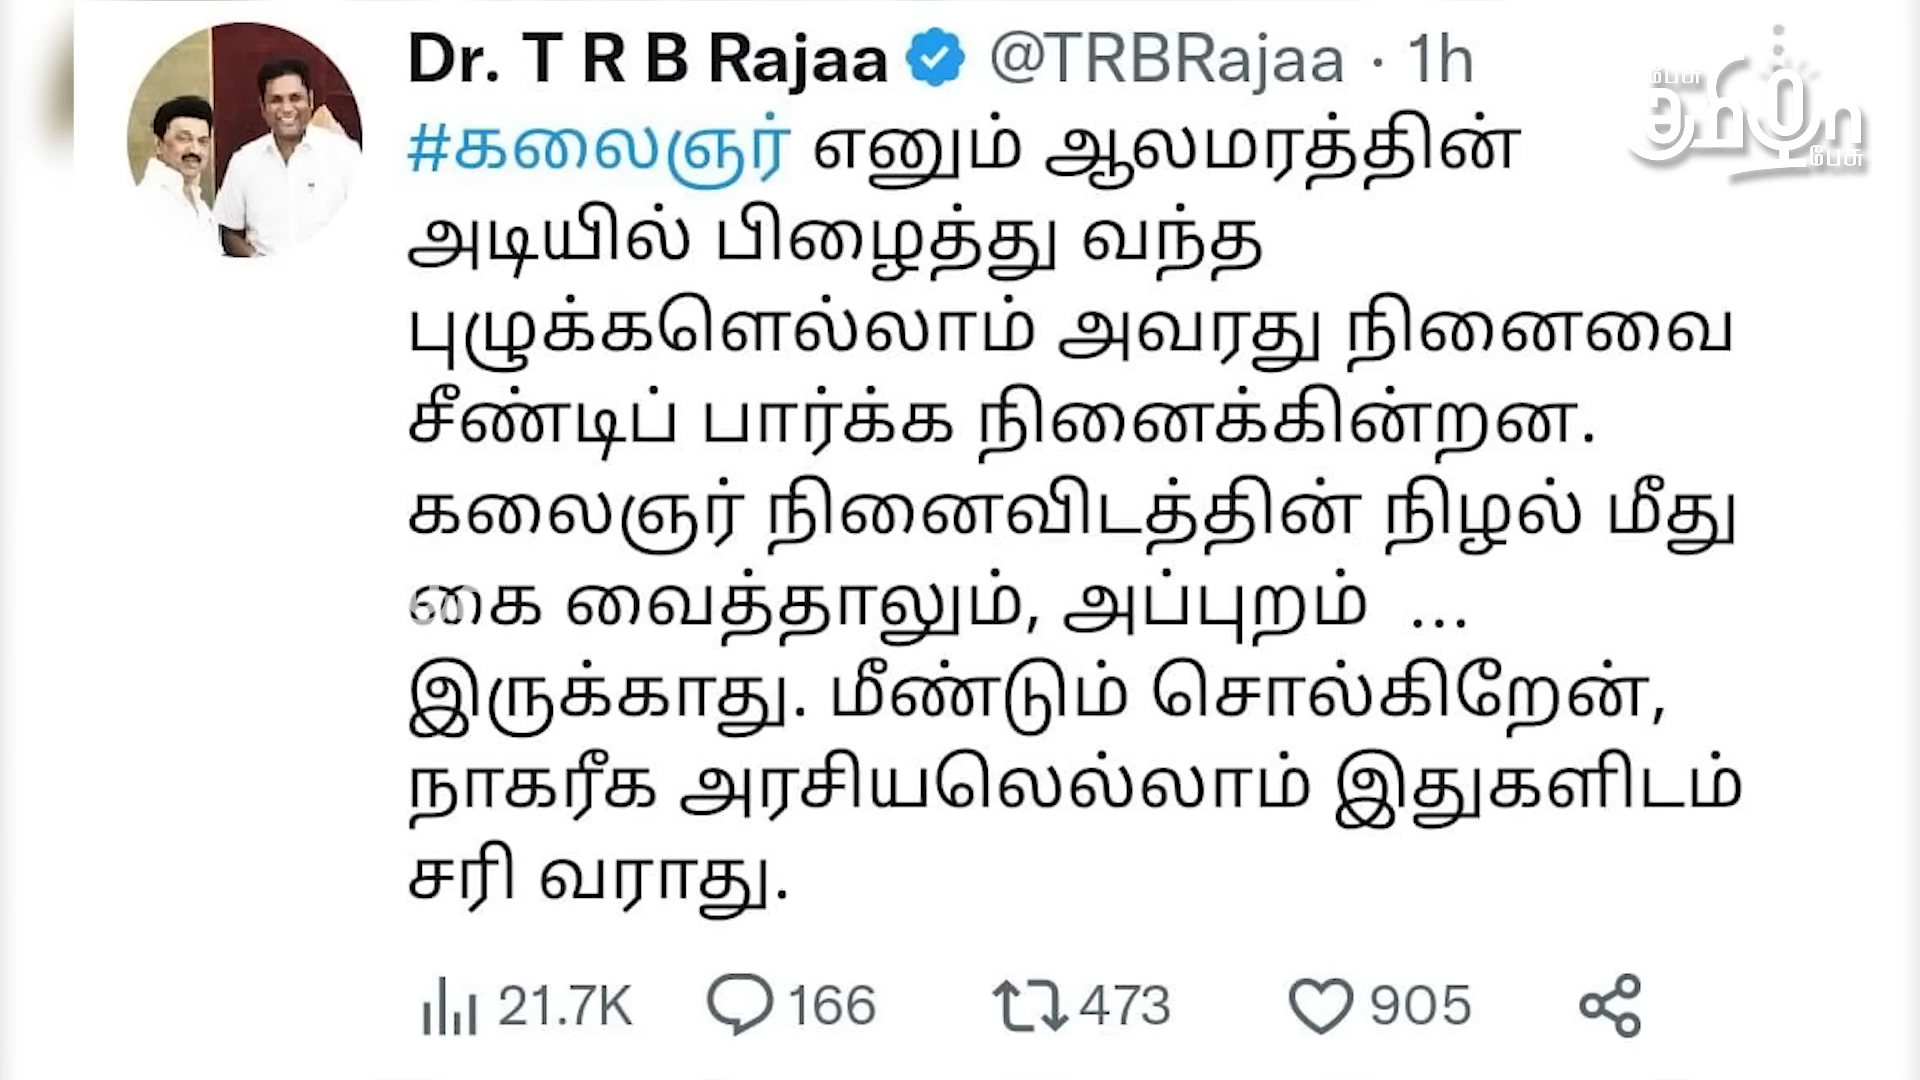 Dr. T R B Rajaa @TRBRajaa · 1h
#கலைஞர் எனும் ஆலமரத்தின்
அடியில் பிழைத்து வந்த
புழுக்களெல்லாம் அவரது நினைவை
சீண்டிப் பார்க்க நினைக்கின்றன.
கலைஞர் நினைவிடத்தின் நிழல் மீது
கை வைத்தாலும், அப்புறம் ...
இருக்காது. மீண்டும் சொல்கிறேன்,
நாகரீக அரசியலெல்லாம் இதுகளிடம்
சரி வராது.
21.7K 166 473 905
பேசு
தமிழா
பேசு